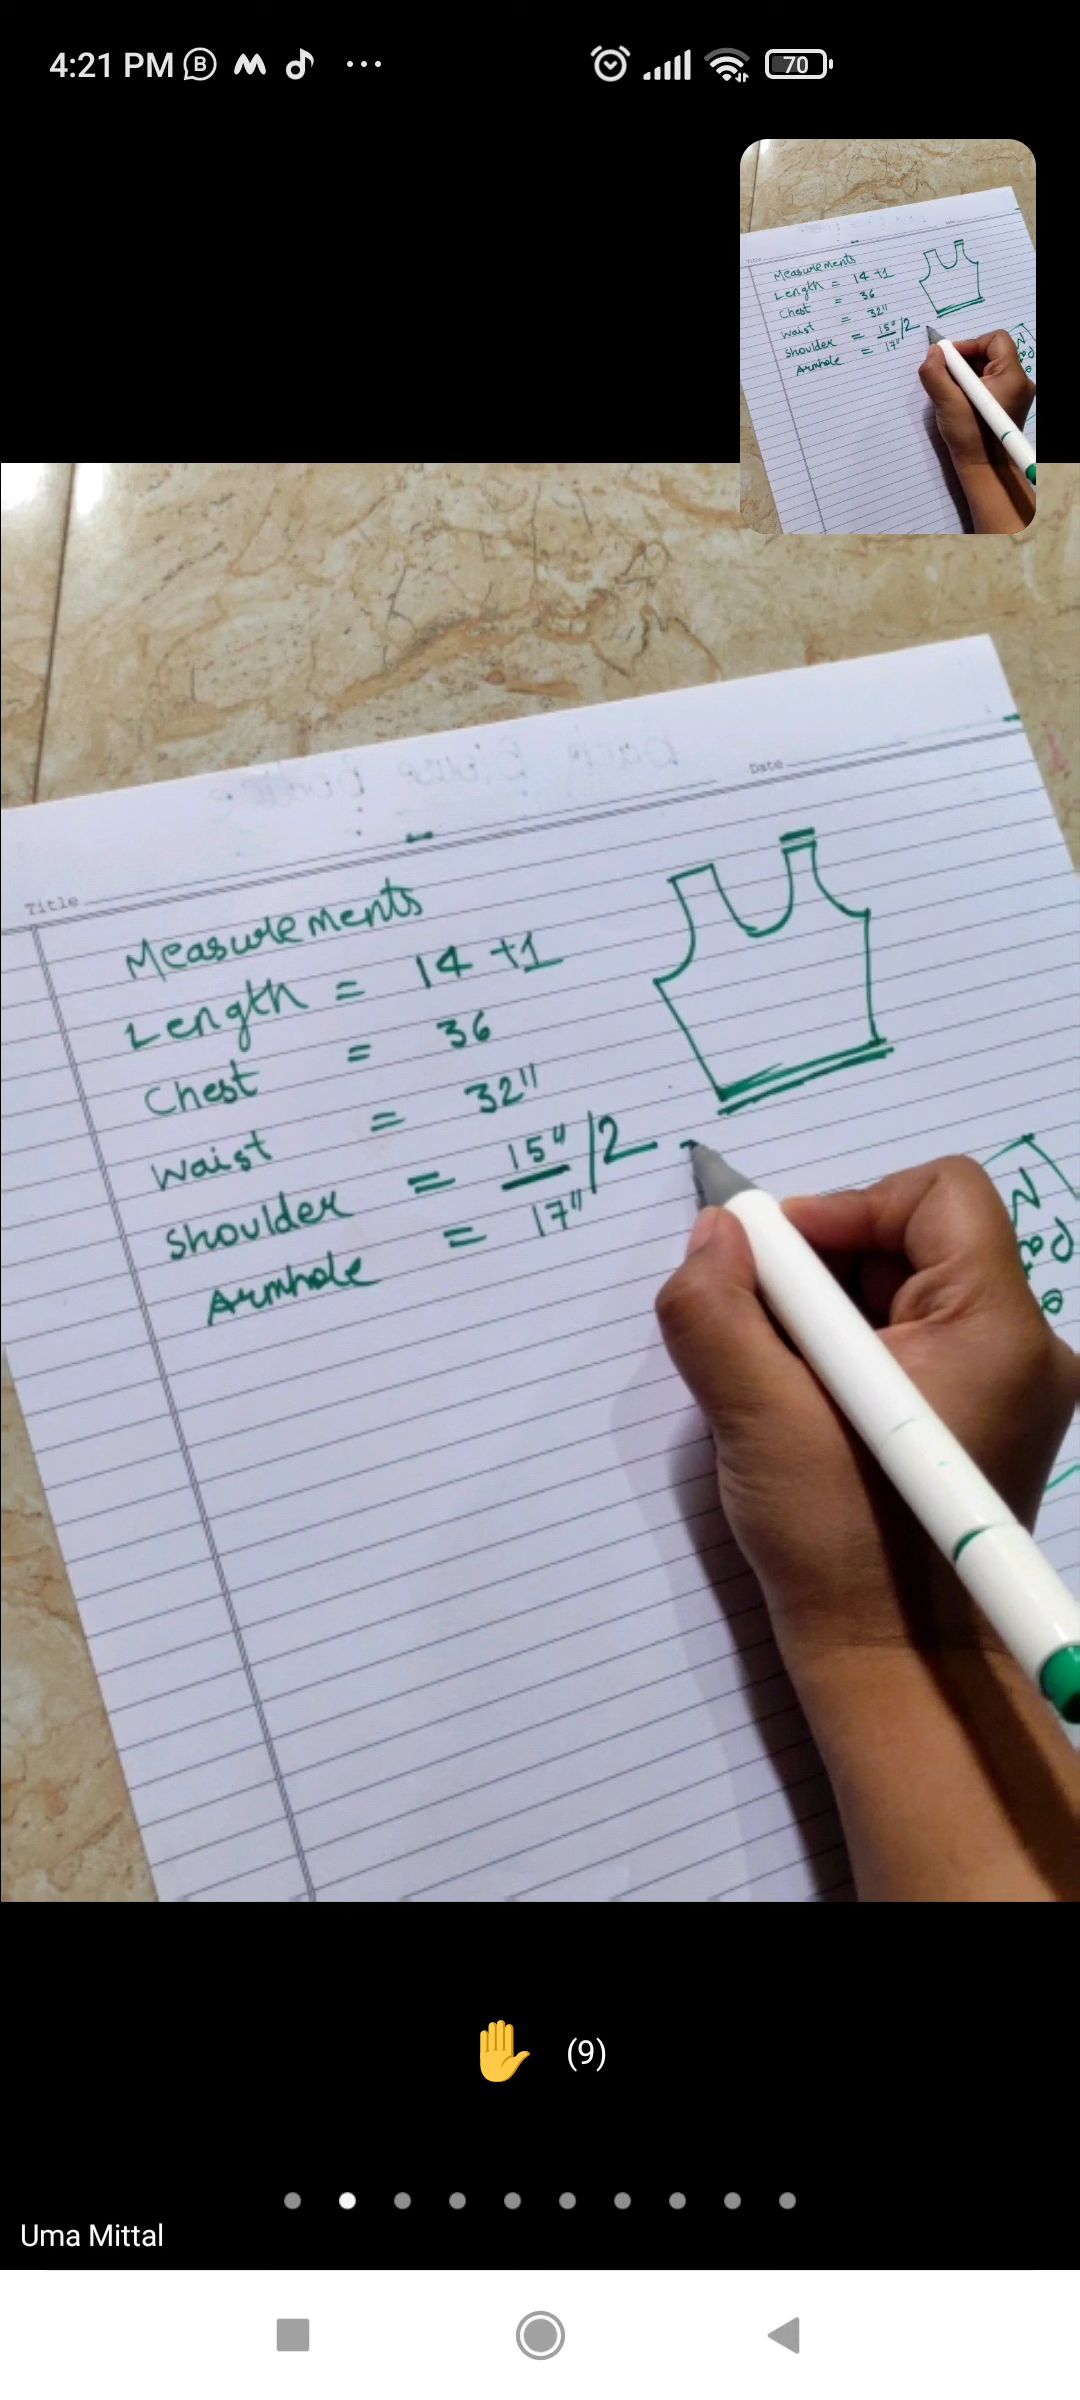 4:21 PM
70
Title
Date
Measurements
Length = 14 +1
Chest = 36
Waist = 32"
Shoulder = 15"/2
Armhole = 17"
(9)
Uma Mittal